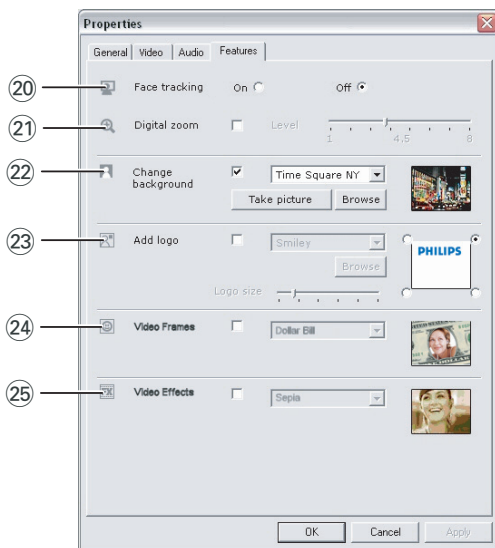 Properties
General Video Audio Features
20 Face tracking On Off
21 Digital zoom Level 1 4.5 8
22 Change background Time Square NY
Take picture Browse
23 Add logo Smiley PHILIPS
Browse
Logo size
24 Video Frames Dollar Bill
25 Video Effects Sepia
OK Cancel Apply